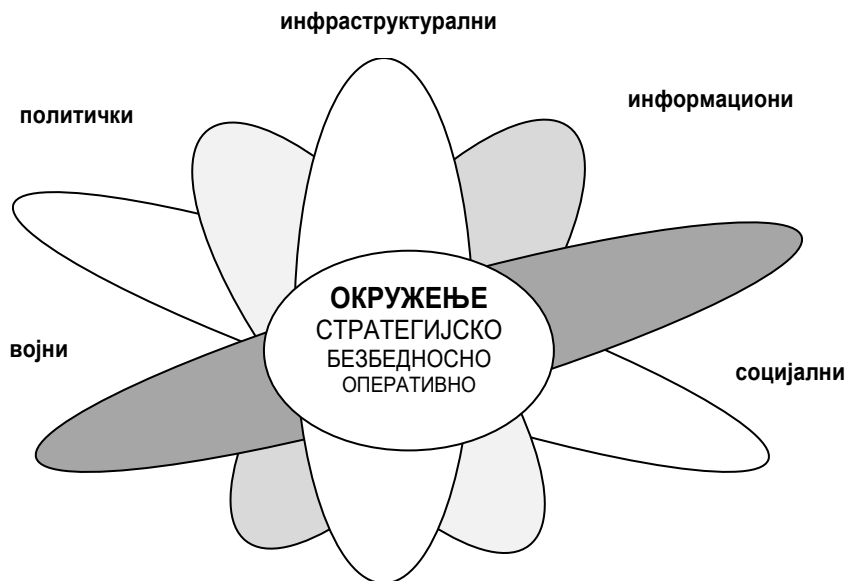 инфраструктурални
информациони
политички
ОКРУЖЕЊЕ
СТРАТЕГИЈСКО
БЕЗБЕДНОСНО
ОПЕРАТИВНО
војни
социјални